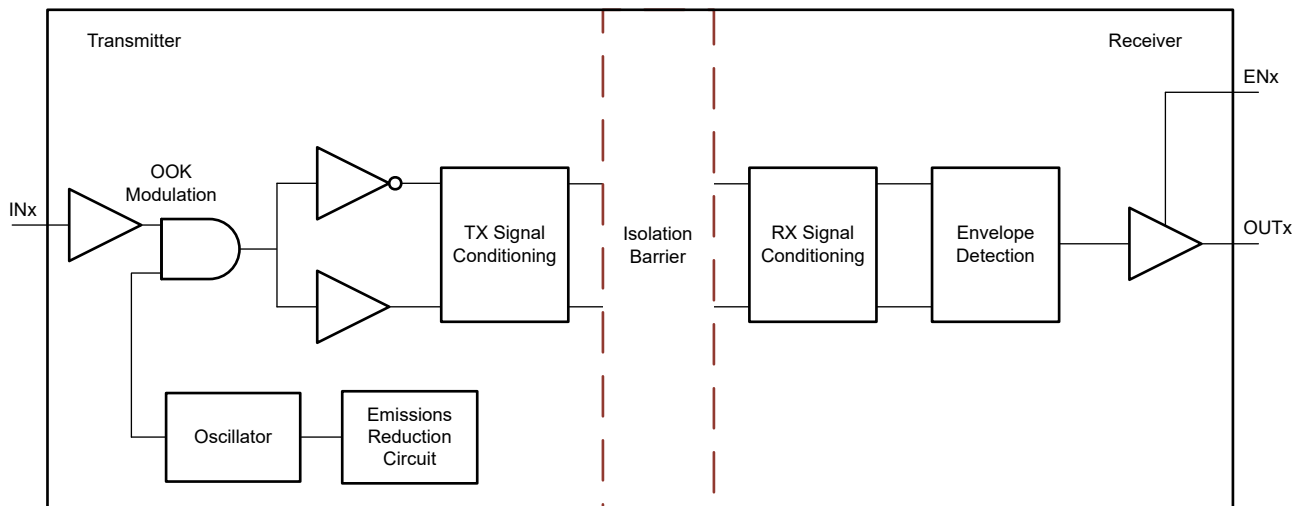 Transmitter
Receiver
ENx
OOK
Modulation
INx
TX Signal
Conditioning
Isolation
Barrier
RX Signal
Conditioning
Envelope
Detection
OUTx
Oscillator
Emissions
Reduction
Circuit